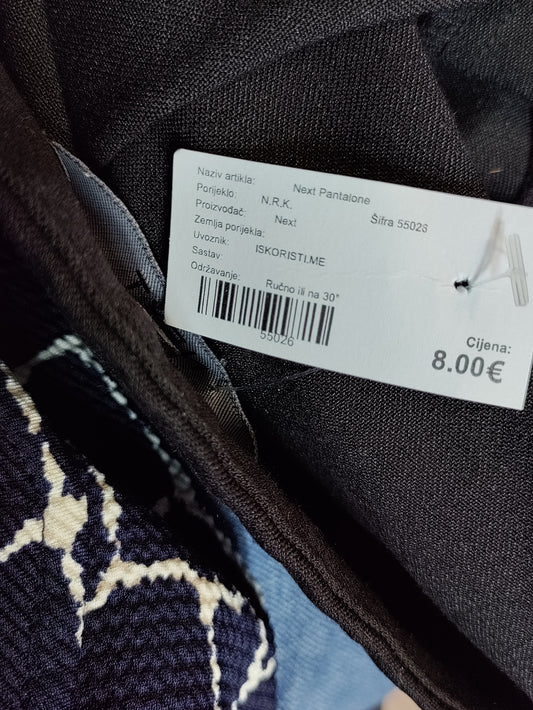 Naziv artikla: Next Pantalone
Porijeklo: N.R.K. Šifra 55026
Proizvođač: Next
Zemlja porijekla:
Uvoznik: ISKORISTI.ME
Sastav:
Održavanje: Ručno ili na 30°
55026
Cijena:
8.00€